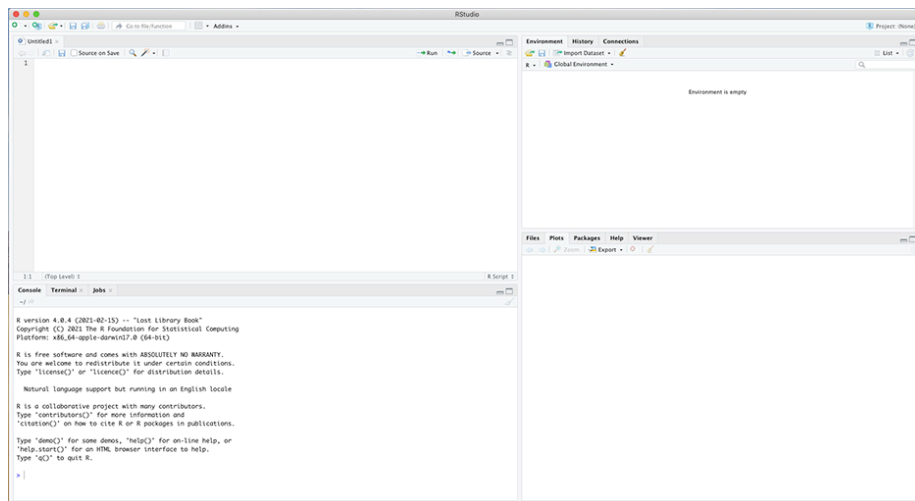 RStudio
Go to file/function
Addins
Project: (None)
Untitled1
Source on Save
Run
Source
1
1:1
(Top Level)
R Script
Console
Terminal
Jobs
~/
R version 4.0.4 (2021-02-15) -- "Lost Library Book"
Copyright (C) 2021 The R Foundation for Statistical Computing
Platform: x86_64-apple-darwin17.0 (64-bit)
R is free software and comes with ABSOLUTELY NO WARRANTY.
You are welcome to redistribute it under certain conditions.
Type 'license()' or 'licence()' for distribution details.
Natural language support but running in an English locale
R is a collaborative project with many contributors.
Type 'contributors()' for more information and
'citation()' on how to cite R or R packages in publications.
Type 'demo()' for some demos, 'help()' for on-line help, or
'help.start()' for an HTML browser interface to help.
Type 'q()' to quit R.
>
Environment
History
Connections
Import Dataset
List
R
Global Environment
Environment is empty
Files
Plots
Packages
Help
Viewer
Zoom
Export